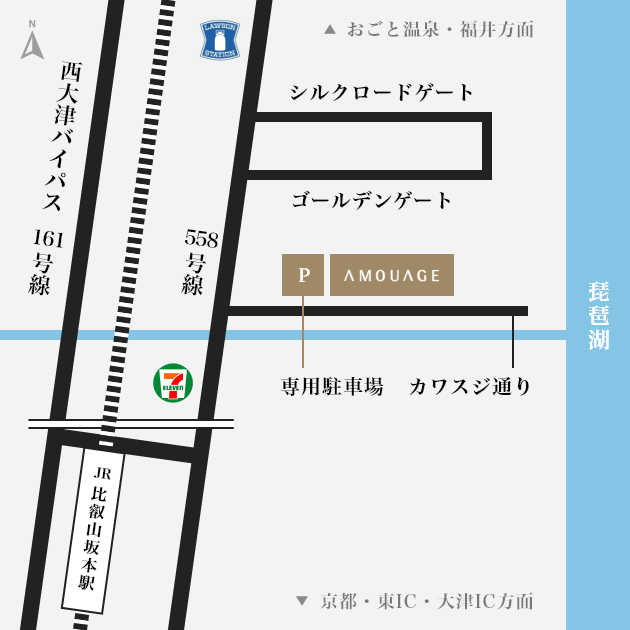 N
LAWSON
STATION
▲ おごと温泉・福井方面
西大津バイパス
161号線
シルクロードゲート
ゴールデンゲート
558号線
P
AMOUAGE
琵琶湖
7
ELEVEN
専用駐車場
カワスジ通り
JR 比叡山坂本駅
▼ 京都・東IC・大津IC方面